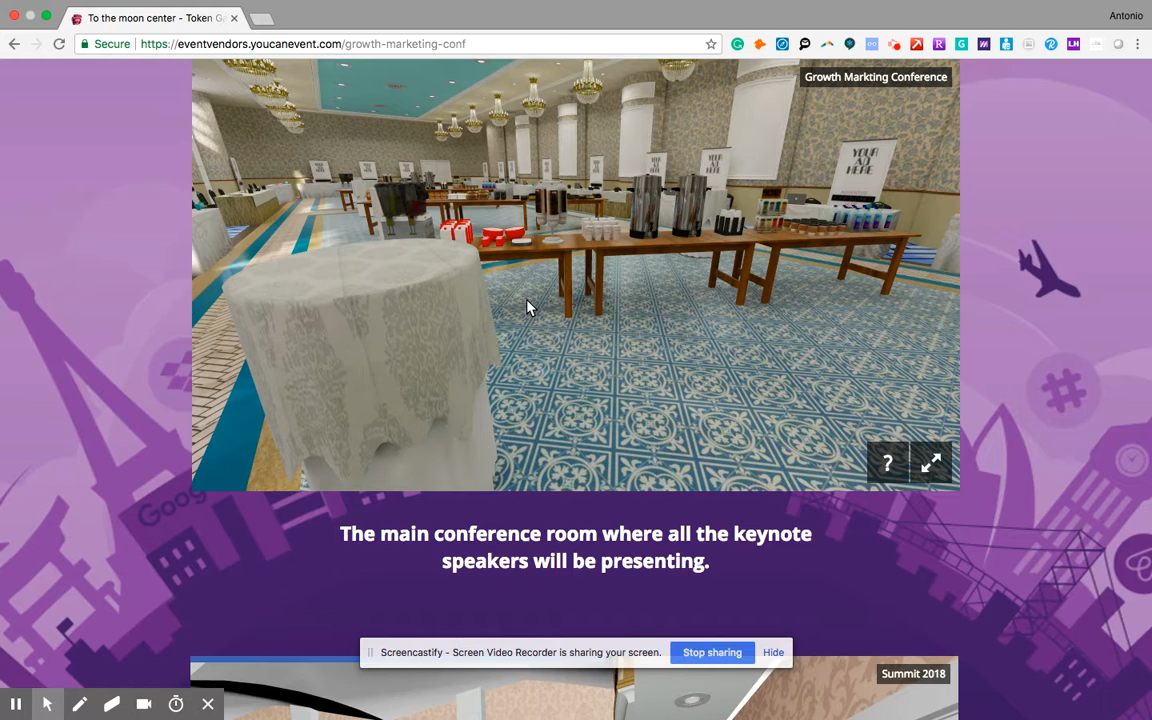 To the moon center - Token Ga
Antonio
Secure
https://eventvendors.youcanevent.com/growth-marketing-conf
Growth Markting Conference
YOUR
AD
HERE
?
Goog
The main conference room where all the keynote
speakers will be presenting.
Screencastify - Screen Video Recorder is sharing your screen.
Stop sharing
Hide
Summit 2018